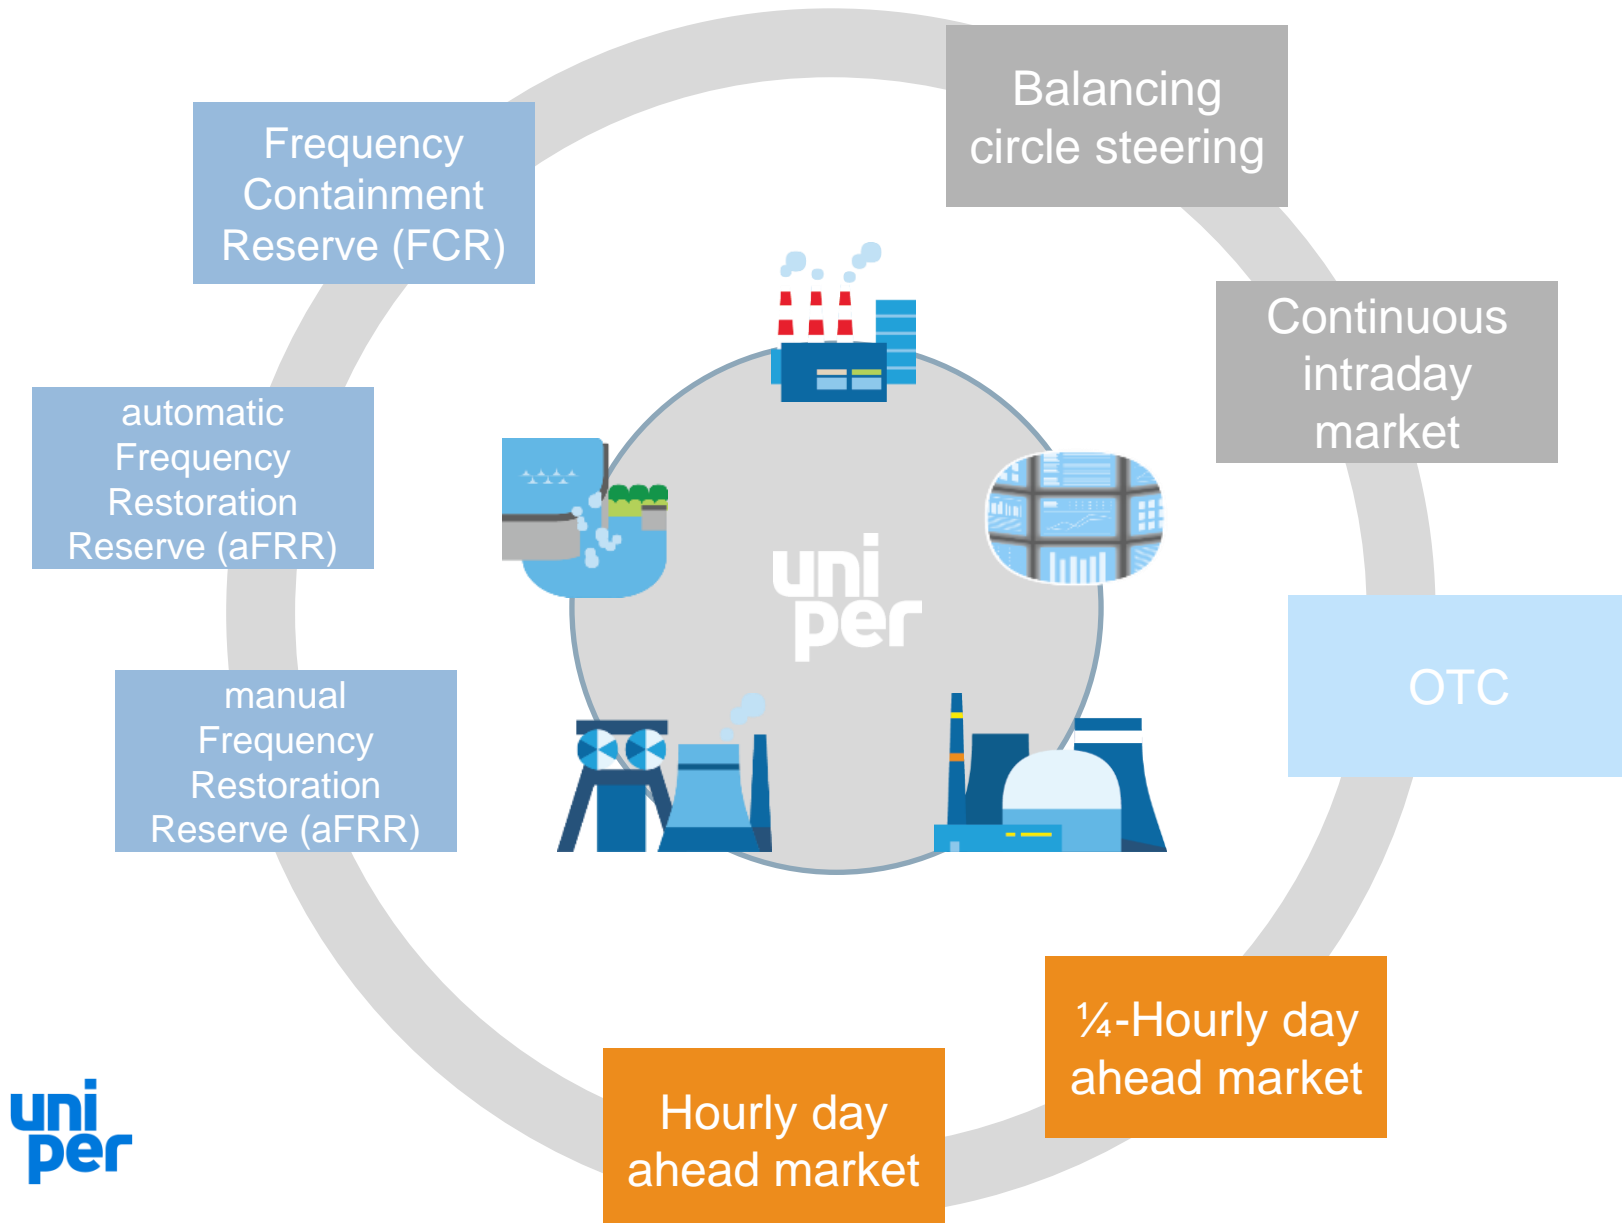 Balancing
circle steering
Frequency
Containment
Reserve (FCR)
Continuous
intraday
market
automatic
Frequency
Restoration
Reserve (aFRR)
uni
per
OTC
manual
Frequency
Restoration
Reserve (aFRR)
¼-Hourly day
ahead market
Hourly day
ahead market
uni
per